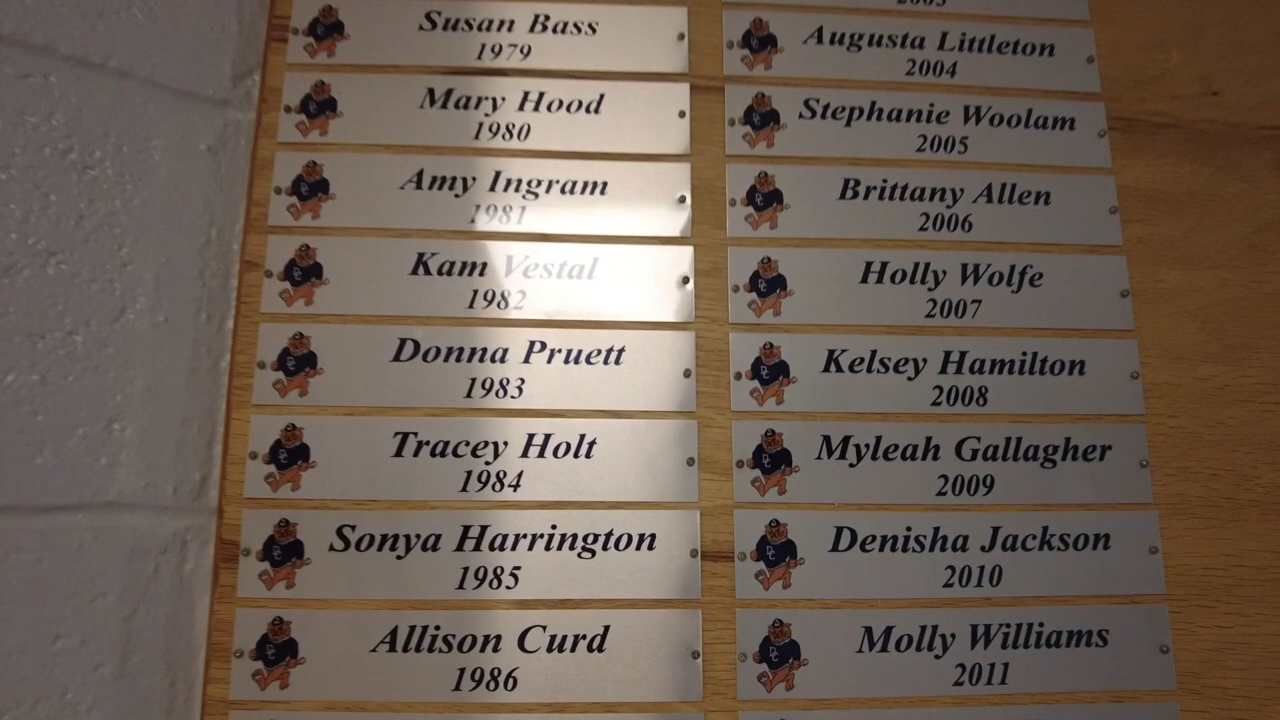 Susan Bass
1979
Mary Hood
1980
Amy Ingram
1981
Kam Vestal
1982
Donna Pruett
1983
Tracey Holt
1984
Sonya Harrington
1985
Allison Curd
1986
2003
Augusta Littleton
2004
Stephanie Woolam
2005
Brittany Allen
2006
Holly Wolfe
2007
Kelsey Hamilton
2008
Myleah Gallagher
2009
Denisha Jackson
2010
Molly Williams
2011